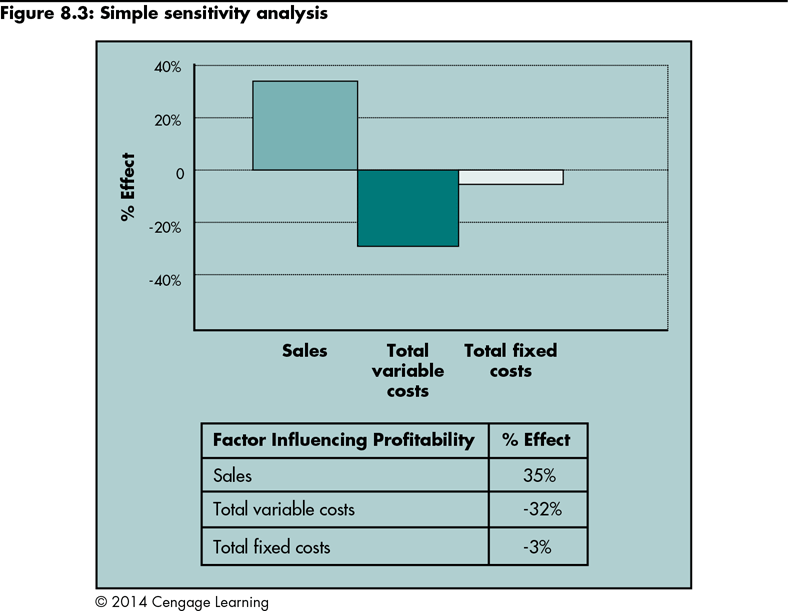 Figure 8.3: Simple sensitivity analysis
40%
20%
0
-20%
-40%
% Effect
Sales
Total
variable
costs
Total fixed
costs
Factor Influencing Profitability % Effect
Sales 35%
Total variable costs -32%
Total fixed costs -3%
© 2014 Cengage Learning